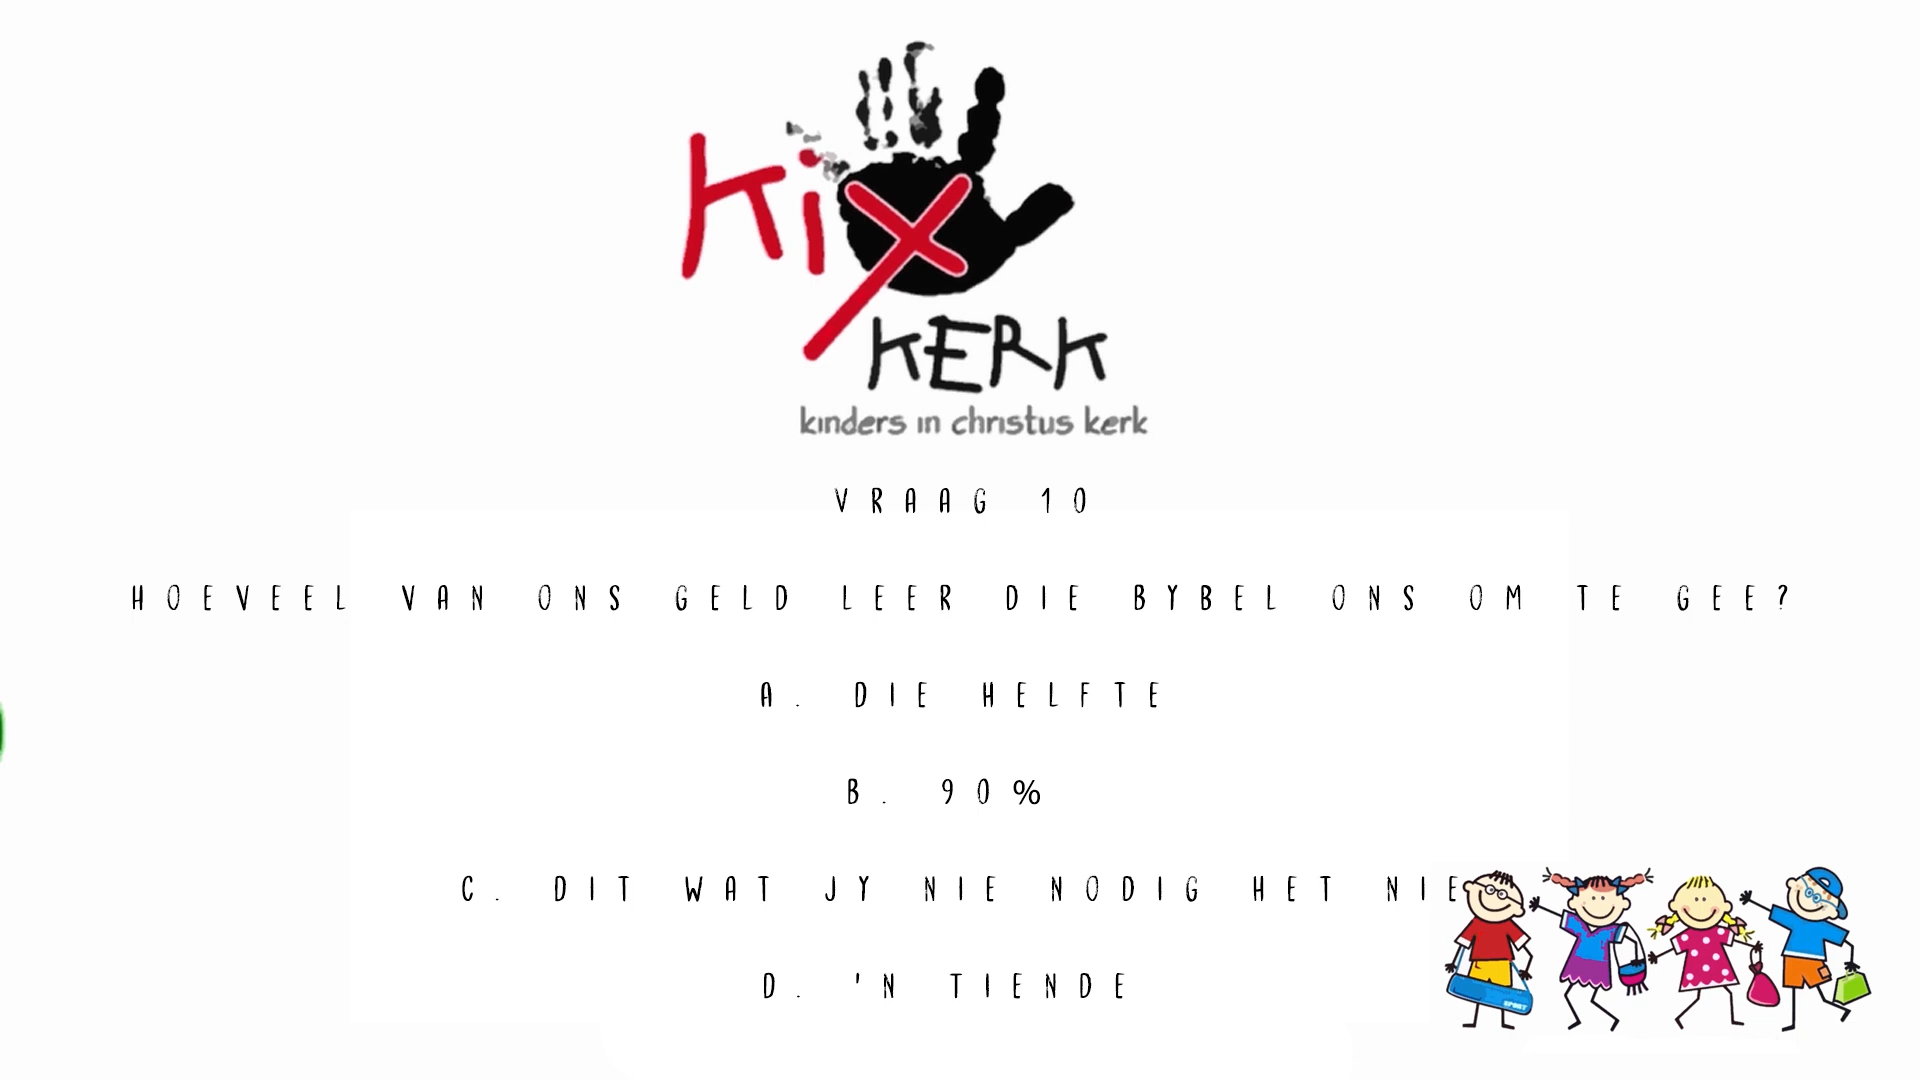 Kix
KERK
kinders in christus kerk
VRAAG 10
HOEVEEL VAN ONS GELD LEER DIE BYBEL ONS OM TE GEE?
A. DIE HELFTE
B. 90%
C. DIT WAT JY NIE NODIG HET NIE
D. 'N TIENDE
SPORT